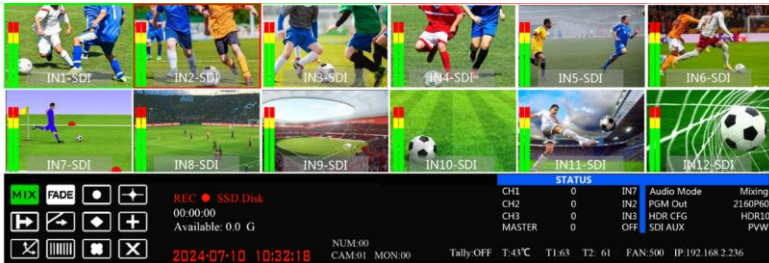 IN1-SDI
IN2-SDI
IN3-SDI
IN4-SDI
IN5-SDI
IN6-SDI
IN7-SDI
IN8-SDI
IN9-SDI
IN10-SDI
IN11-SDI
IN12-SDI
MIX FADE
REC SSD Disk
00:00:00
Available: 0.0 G
2024-07-10 10:32:18
NUM:00
CAM:01 MON:00
STATUS
CH1 0 IN7
CH2 0 IN2
CH3 0 IN3
MASTER 0 OFF
Audio Mode Mixing
PGM Out 2160P60
HDR CFG HDR10
SDI AUX PVW
Tally:OFF T:43℃ T1:63 T2: 61 FAN:500 IP:192.168.2.236